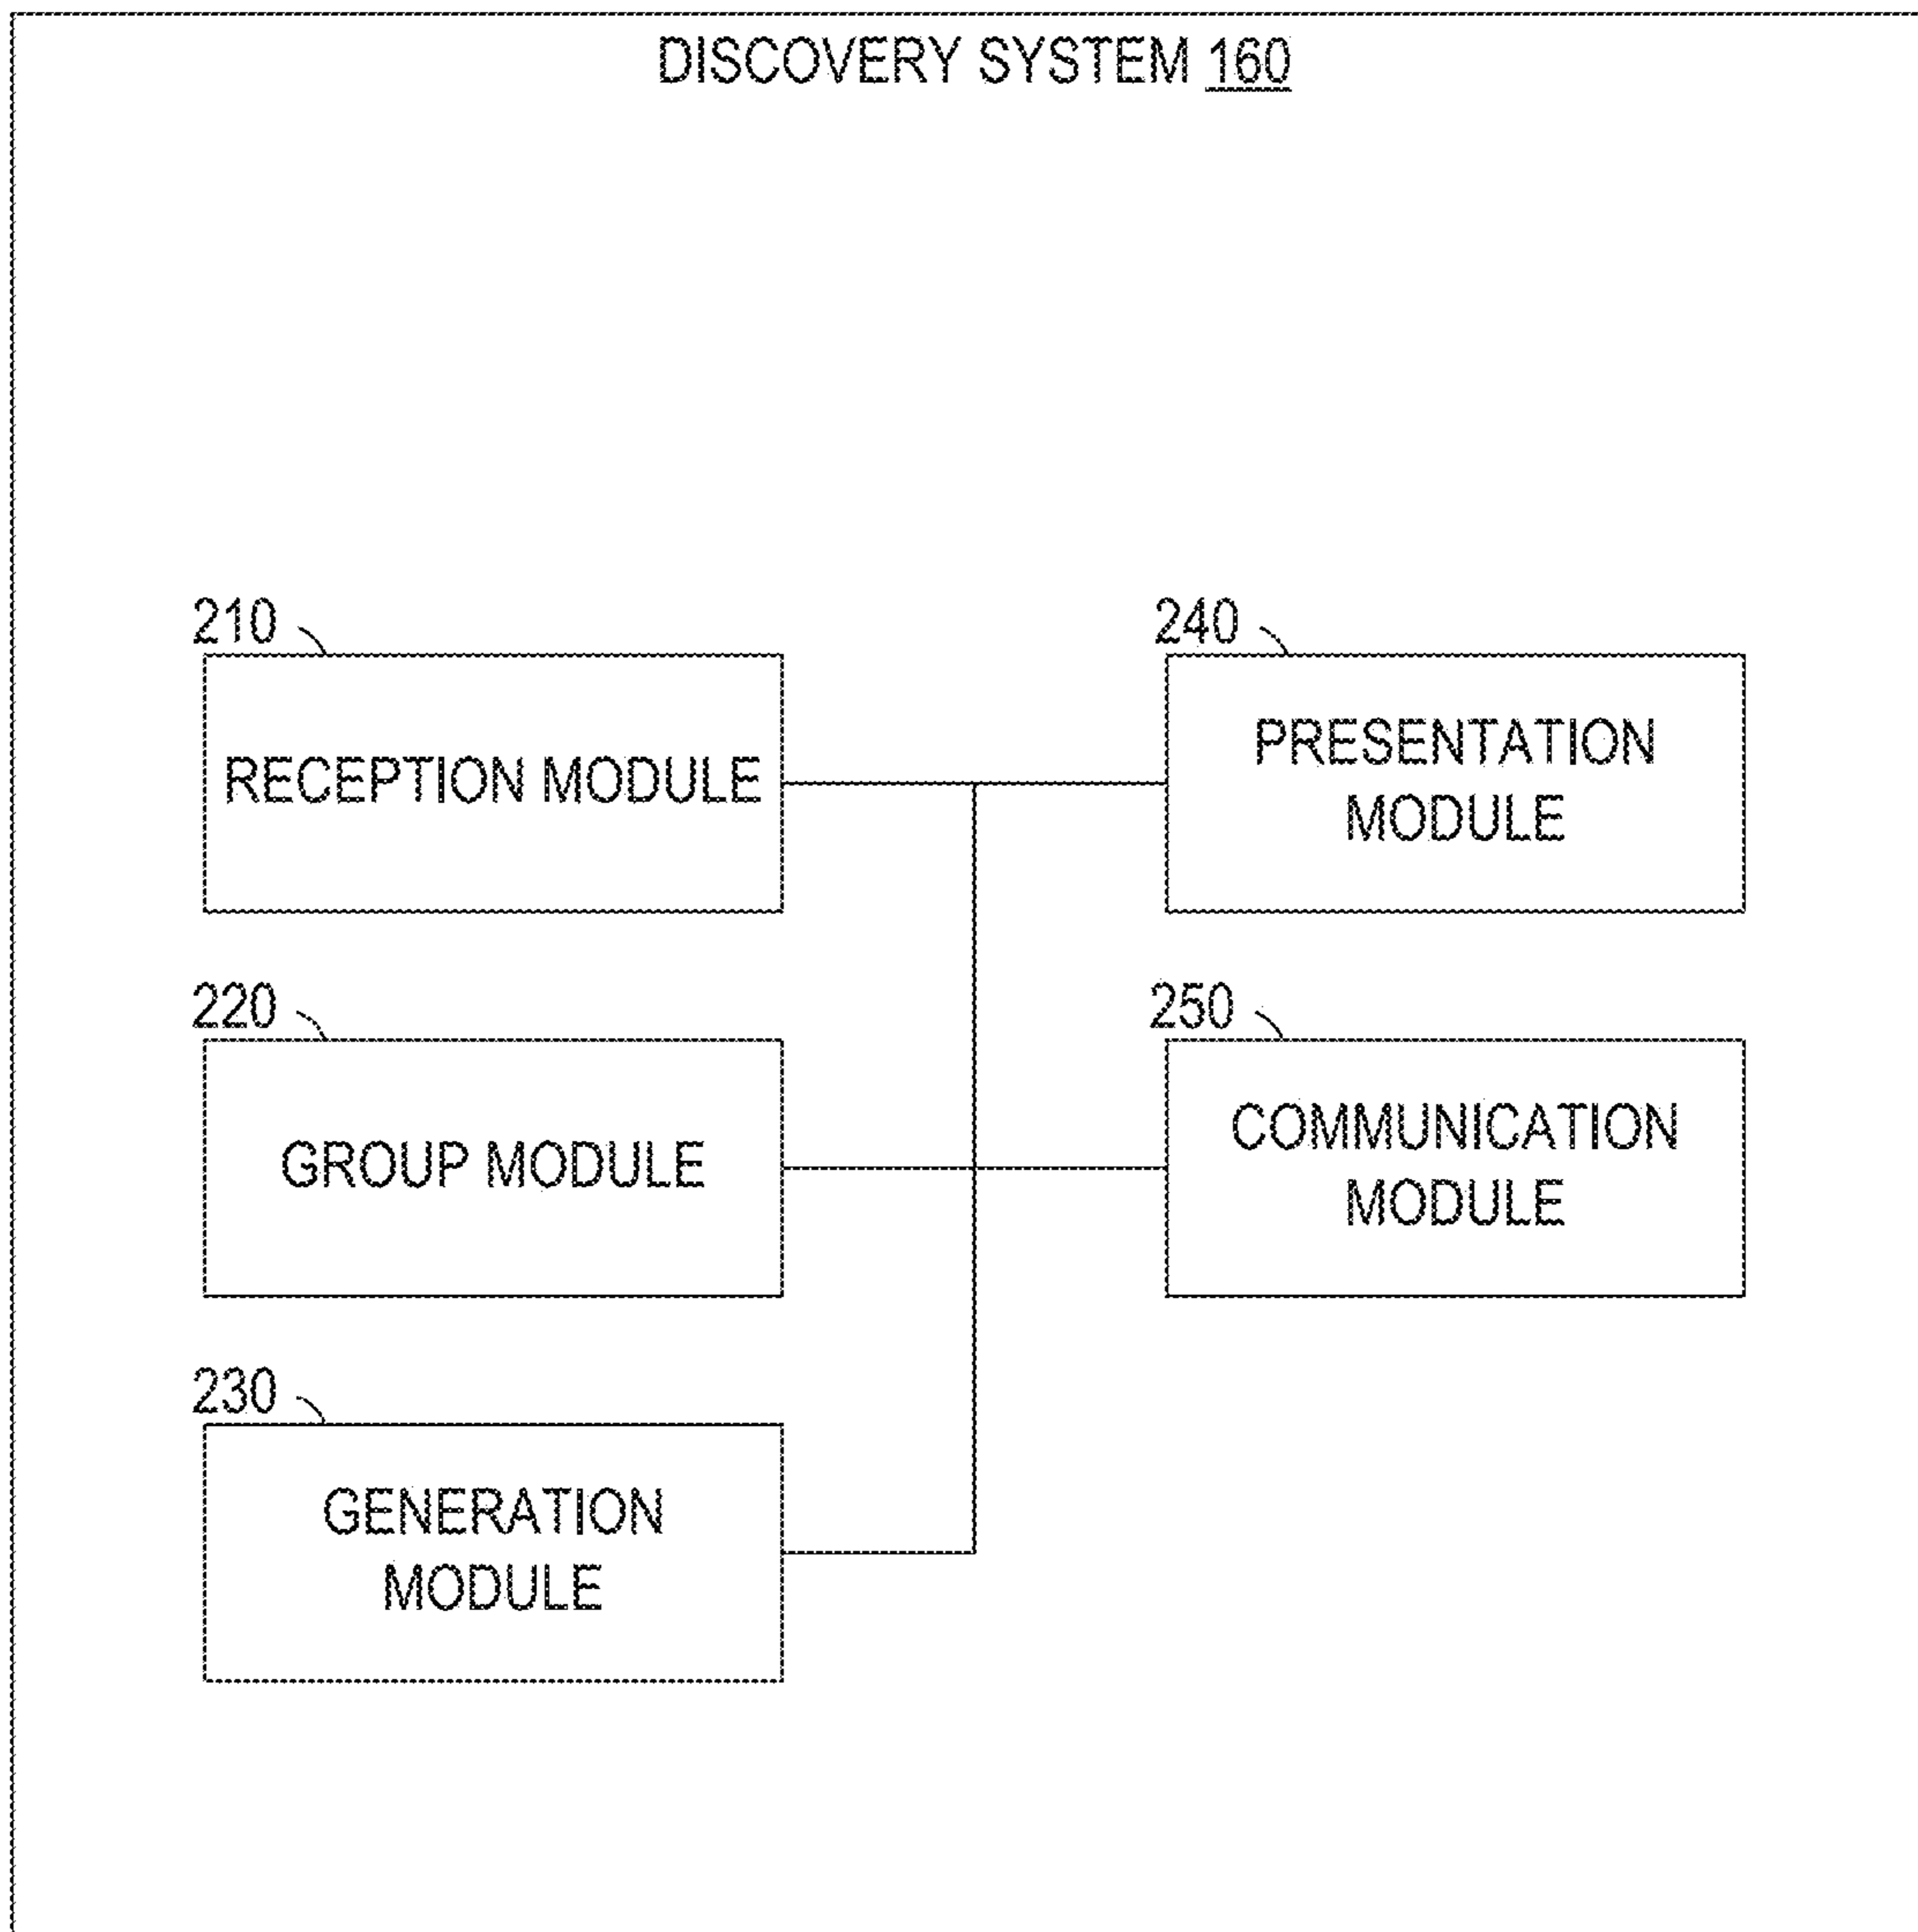 DISCOVERY SYSTEM 160
210
RECEPTION MODULE
240
PRESENTATION
MODULE
220
GROUP MODULE
250
COMMUNICATION
MODULE
230
GENERATION
MODULE